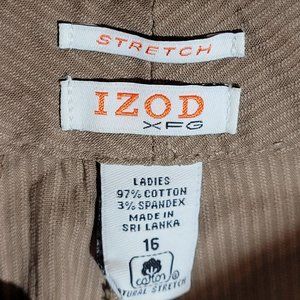 STRETCH
IZOD
XFG
LADIES
97% COTTON
3% SPANDEX
MADE IN
SRI LANKA
16
cotton
NATURAL STRETCH